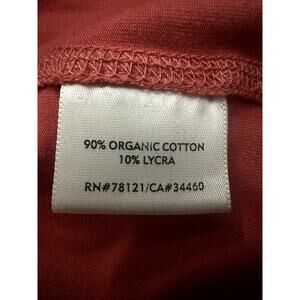 90% ORGANIC COTTON
10% LYCRA
RN#78121/CA#34460